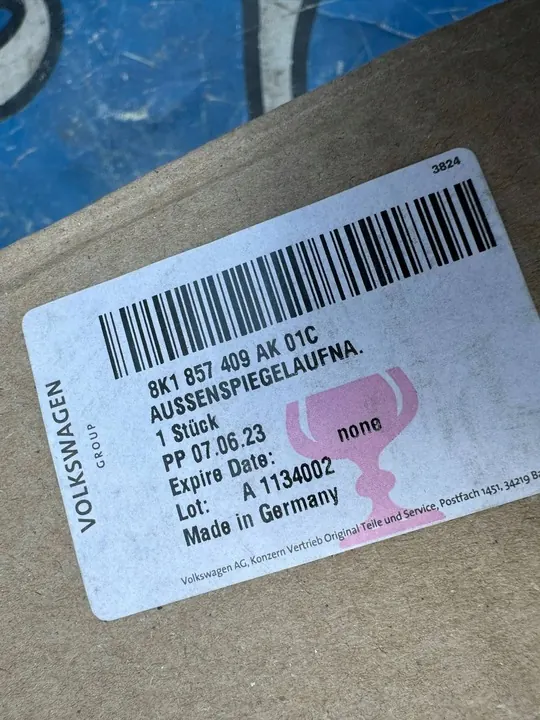 3824
8K1 857 409 AK 01C
AUSSENSPIEGELAUFNA.
1 Stück
PP 07.06.23
Expire Date: none
Lot: A 1134002
Made in Germany
VOLKSWAGEN
GROUP
Volkswagen AG, Konzern Vertrieb Original Teile und Service, Postfach 1451, 34219